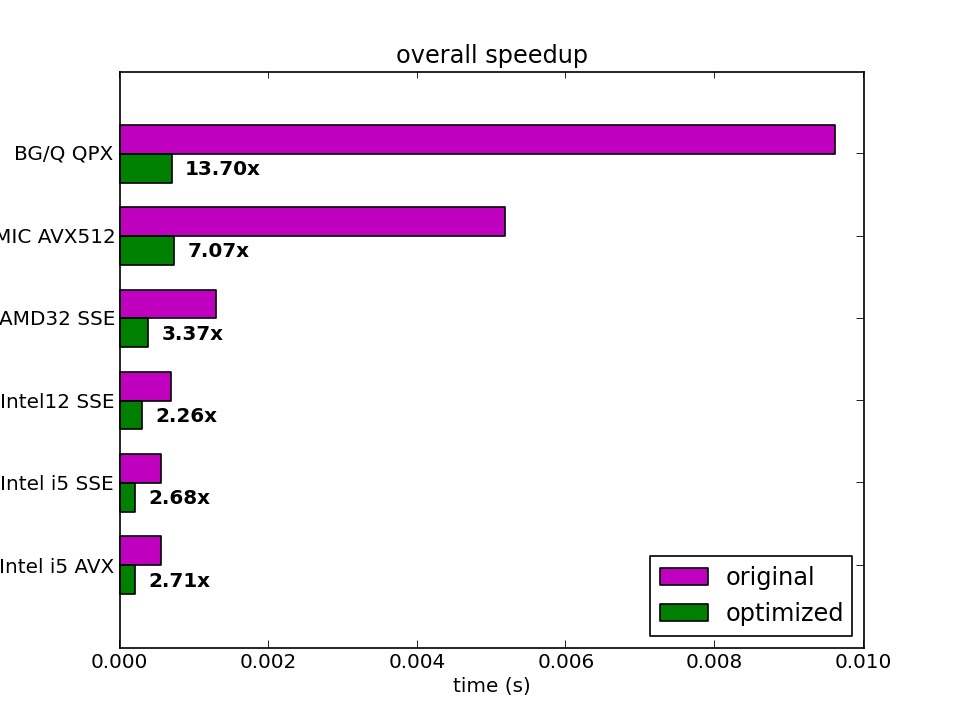 overall speedup
BG/Q QPX
13.70x
MIC AVX512
7.07x
AMD32 SSE
3.37x
Intel12 SSE
2.26x
Intel i5 SSE
2.68x
Intel i5 AVX
2.71x
original
optimized
0.000 0.002 0.004 0.006 0.008 0.010
time (s)